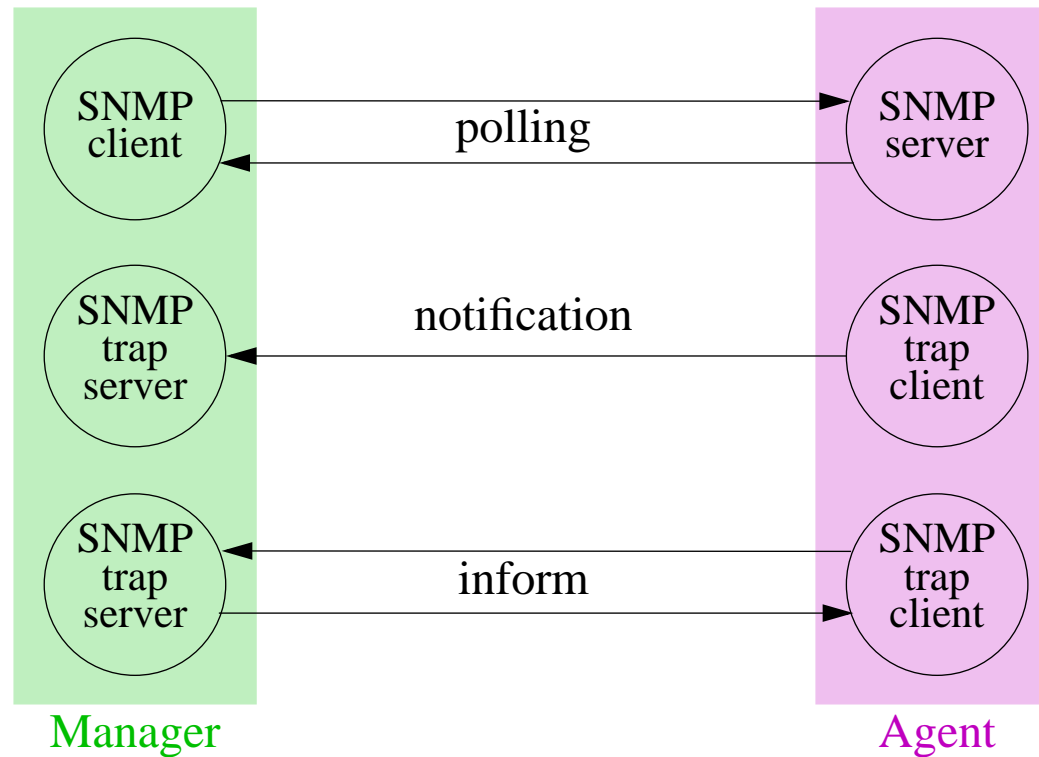 SNMP
client
polling
SNMP
server
SNMP
trap
server
notification
SNMP
trap
client
SNMP
trap
server
inform
SNMP
trap
client
Manager
Agent